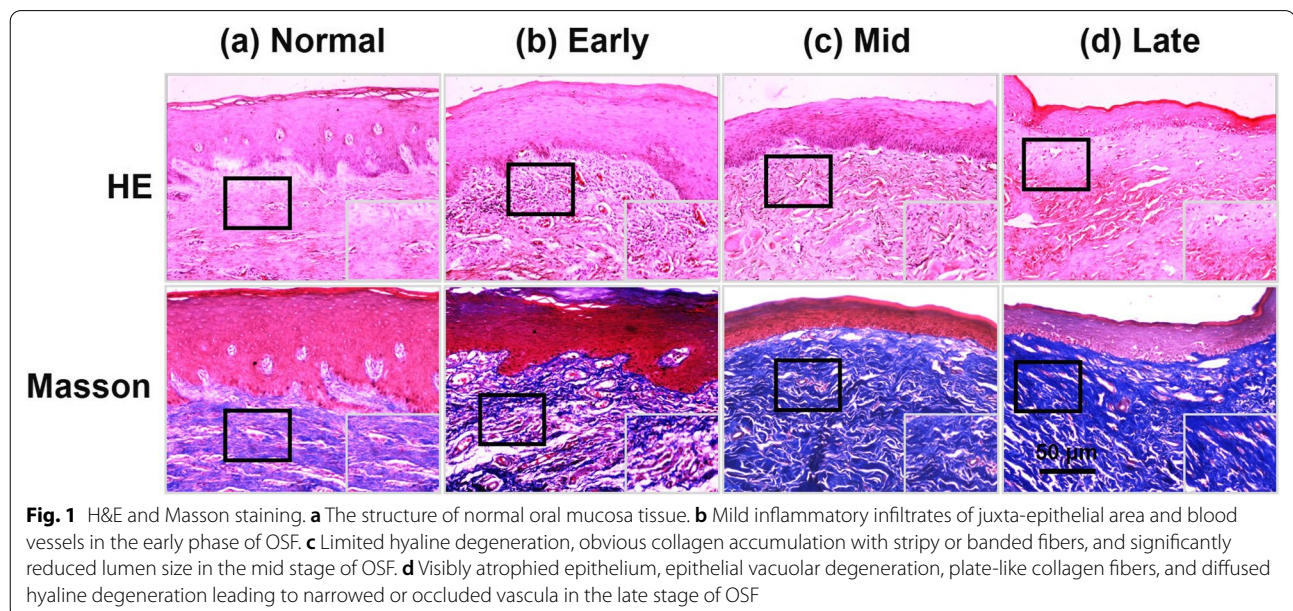 (a) Normal (b) Early (c) Mid (d) Late
HE
Masson
50 μm
Fig. 1 H&E and Masson staining. a The structure of normal oral mucosa tissue. b Mild inflammatory infiltrates of juxta-epithelial area and blood
vessels in the early phase of OSF. c Limited hyaline degeneration, obvious collagen accumulation with stripy or banded fibers, and significantly
reduced lumen size in the mid stage of OSF. d Visibly atrophied epithelium, epithelial vacuolar degeneration, plate-like collagen fibers, and diffused
hyaline degeneration leading to narrowed or occluded vascula in the late stage of OSF